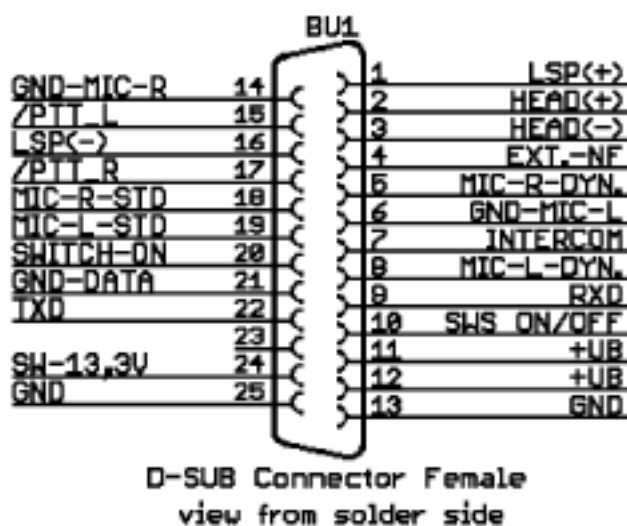 BU1
GND-MIC-R 14
/PTT_L 15
LSP(-) 16
/PTT_R 17
MIC-R-STD 18
MIC-L-STD 19
SWITCH-ON 20
GND-DATA 21
TXD 22
23
SW-13,3V 24
GND 25
1 LSP(+)
2 HEAD(+)
3 HEAD(-)
4 EXT.-NF
5 MIC-R-DYN.
6 GND-MIC-L
7 INTERCOM
8 MIC-L-DYN.
9 RXD
10 SWS ON/OFF
11 +UB
12 +UB
13 GND
D-SUB Connector Female
view from solder side